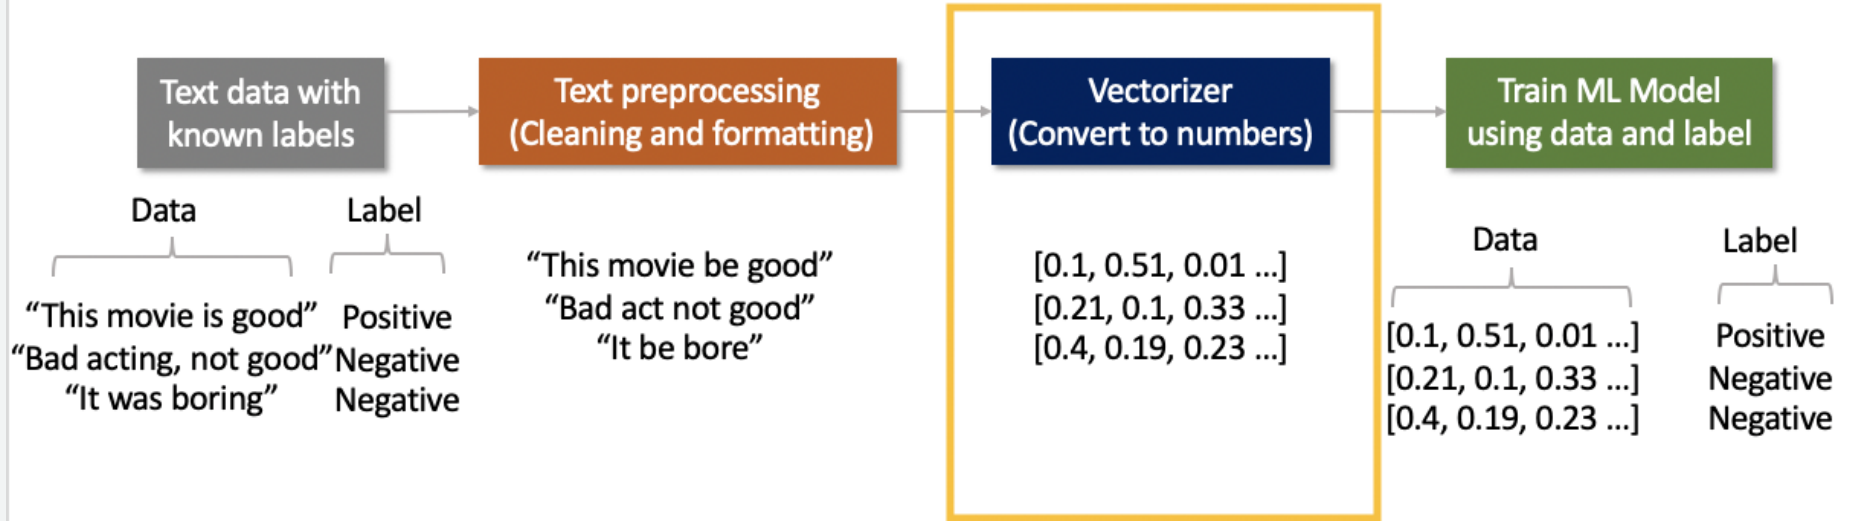 Text data with
known labels
Text preprocessing
(Cleaning and formatting)
Vectorizer
(Convert to numbers)
Train ML Model
using data and label
Data
Label
“This movie is good” Positive
“Bad acting, not good” Negative
“It was boring” Negative
“This movie be good”
“Bad act not good”
“It be bore”
[0.1, 0.51, 0.01 ...]
[0.21, 0.1, 0.33 ...]
[0.4, 0.19, 0.23 ...]
Data
Label
[0.1, 0.51, 0.01 ...] Positive
[0.21, 0.1, 0.33 ...] Negative
[0.4, 0.19, 0.23 ...] Negative